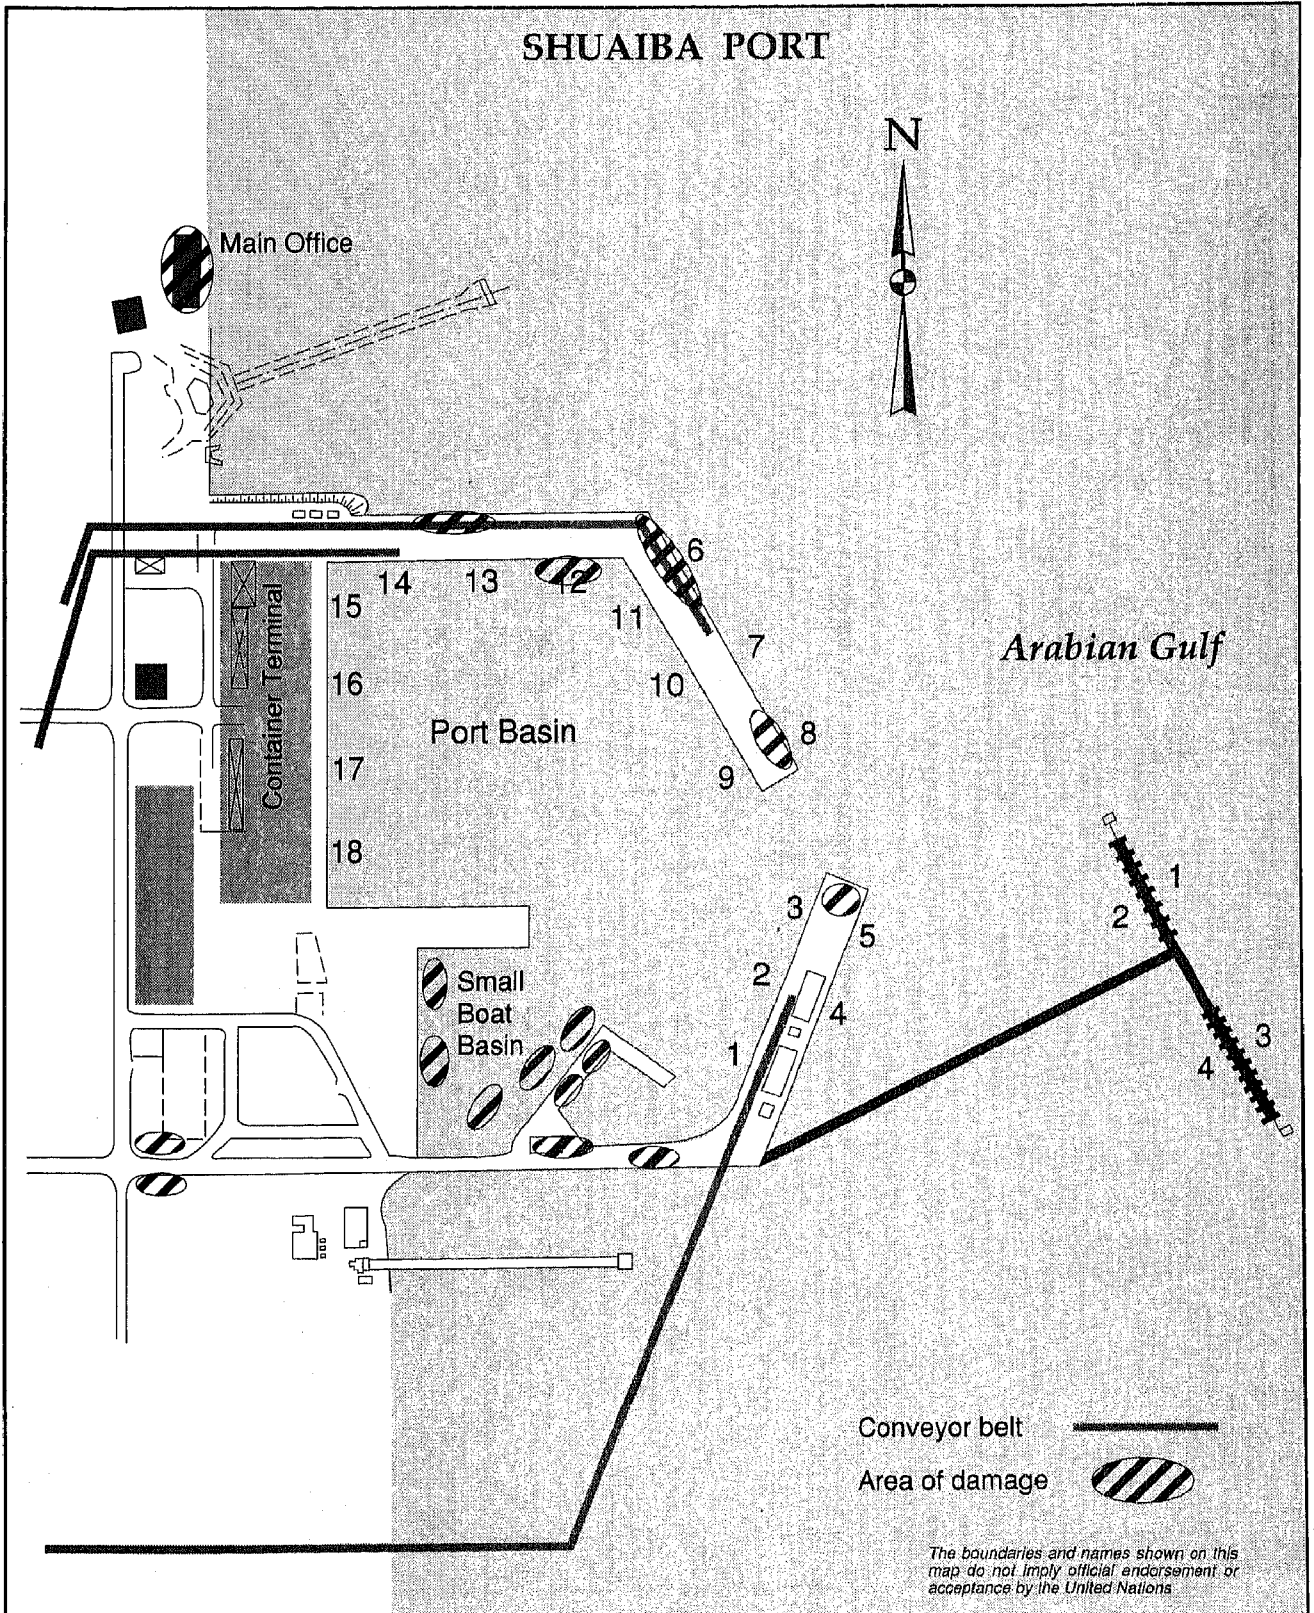 SHUAIBA PORT
N
Main Office
6
14
13
12
15
11
7
Arabian Gulf
16
10
Container Terminal
Port Basin
8
17
9
18
1
2
3
5
2
Small
Boat
Basin
4
3
1
4
Conveyor belt
Area of damage
The boundaries and names shown on this
map do not imply official endorsement or
acceptance by the United Nations